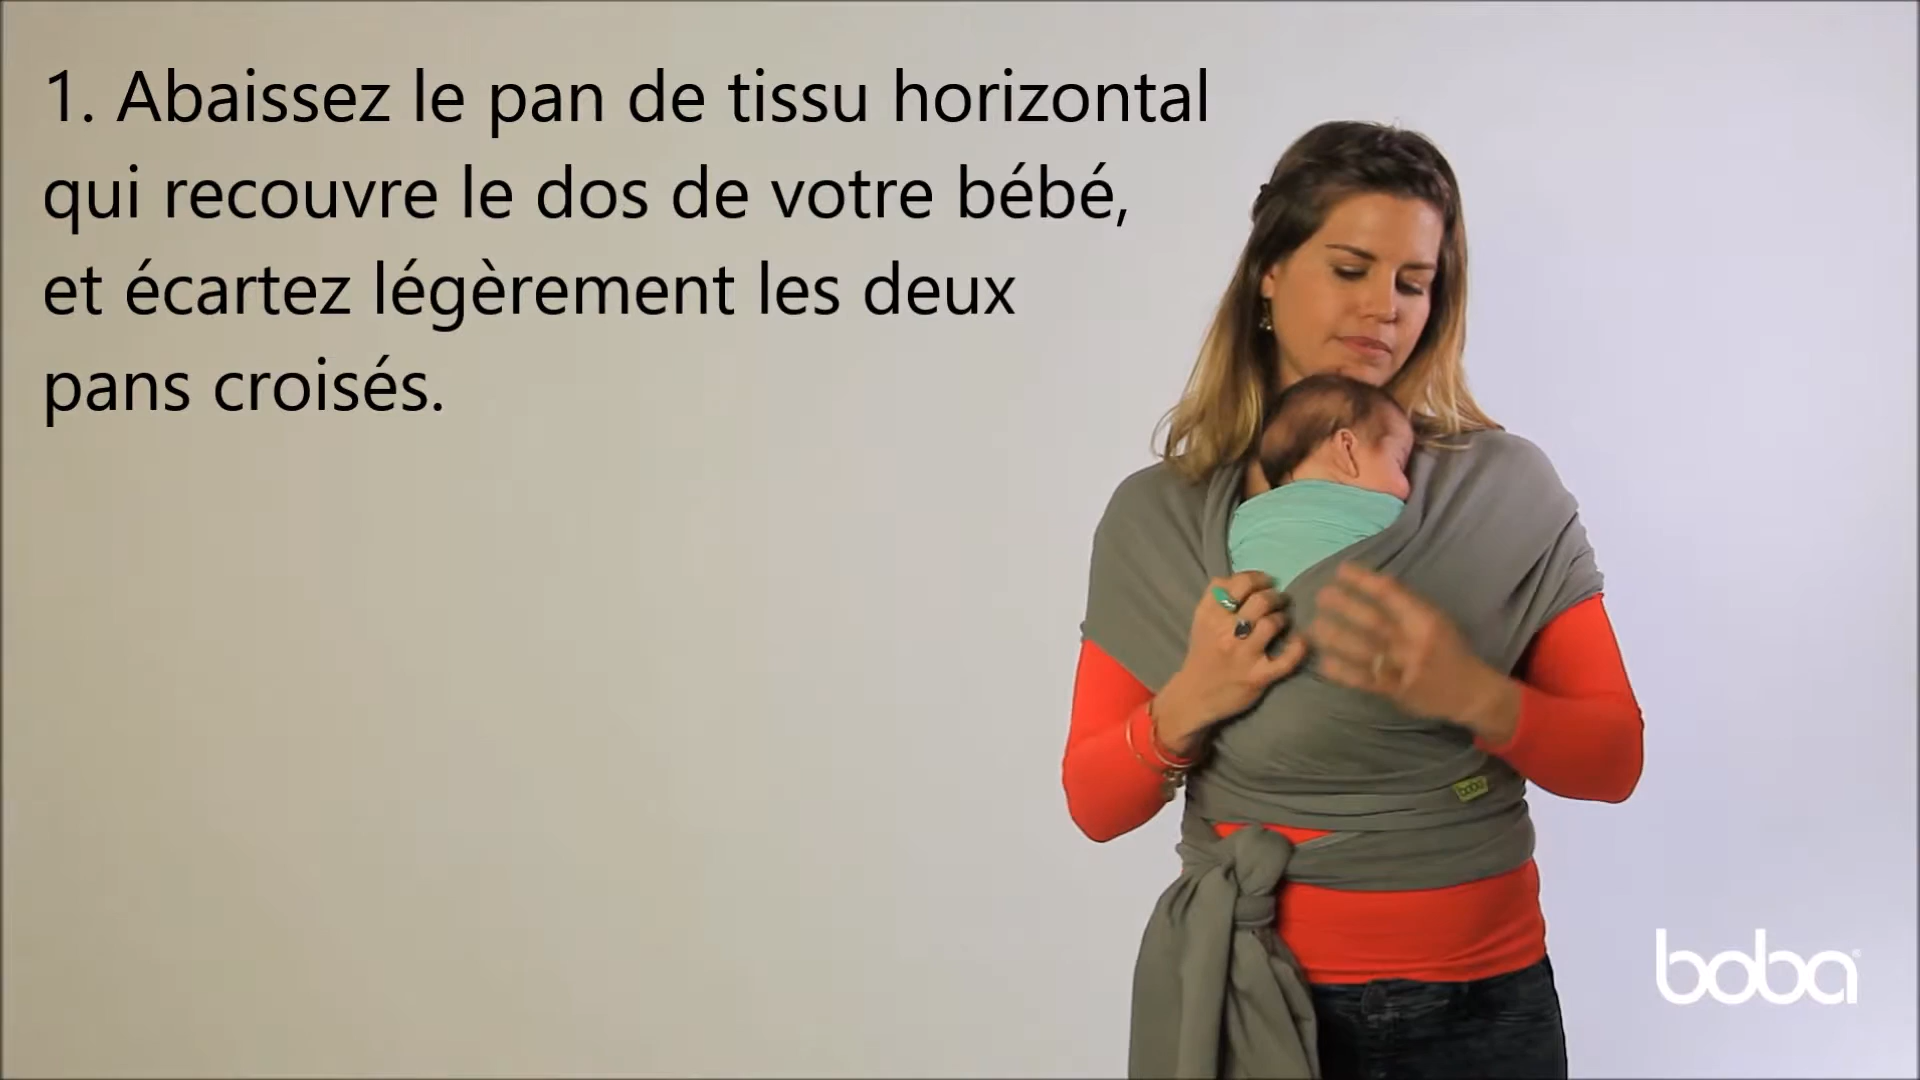 1. Abaissez le pan de tissu horizontal
qui recouvre le dos de votre bébé,
et écartez légèrement les deux
pans croisés.
boba
boba®